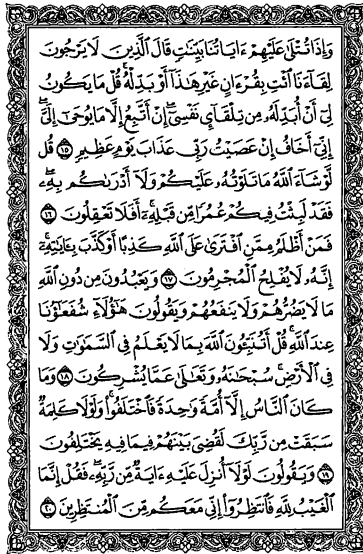 وَإِذَا تُتْلَىٰ عَلَيْهِمْ ءَايَاتُنَا بَيِّنَٰتٍ قَالَ ٱلَّذِينَ لَا يَرْجُونَ
لِقَآءَنَا ٱئْتِ بِقُرْءَانٍ غَيْرِ هَٰذَآ أَوْ بَدِّلْهُ ۚ قُلْ مَا يَكُونُ
لِىٓ أَنْ أُبَدِّلَهُۥ مِن تِلْقَآئِ نَفْسِىٓ ۖ إِنْ أَتَّبِعُ إِلَّا مَا يُوحَىٰٓ إِلَىَّ ۖ
إِنِّىٓ أَخَافُ إِنْ عَصَيْتُ رَبِّى عَذَابَ يَوْمٍ عَظِيمٍ ١٥ قُل
لَّوْ شَآءَ ٱللَّهُ مَا تَلَوْتُهُۥ عَلَيْكُمْ وَلَآ أَدْرَىٰكُم بِهِۦ ۖ
فَقَدْ لَبِثْتُ فِيكُمْ عُمُرًا مِّن قَبْلِهِۦٓ ۚ أَفَلَا تَعْقِلُونَ ١٦
فَمَنْ أَظْلَمُ مِمَّنِ ٱفْتَرَىٰ عَلَى ٱللَّهِ كَذِبًا أَوْ كَذَّبَ بِـَٔايَٰتِهِۦٓ ۚ
إِنَّهُۥ لَا يُفْلِحُ ٱلْمُجْرِمُونَ ١٧ وَيَعْبُدُونَ مِن دُونِ ٱللَّهِ
مَا لَا يَضُرُّهُمْ وَلَا يَنفَعُهُمْ وَيَقُولُونَ هَٰٓؤُلَآءِ شُفَعَٰٓؤُنَا
عِندَ ٱللَّهِ ۚ قُلْ أَتُنَبِّـُٔونَ ٱللَّهَ بِمَا لَا يَعْلَمُ فِى ٱلسَّمَٰوَٰتِ وَلَا
فِى ٱلْأَرْضِ ۚ سُبْحَٰنَهُۥ وَتَعَٰلَىٰ عَمَّا يُشْرِكُونَ ١٨ وَمَا
كَانَ ٱلنَّاسُ إِلَّآ أُمَّةً وَٰحِدَةً فَٱخْتَلَفُوا۟ ۚ وَلَوْلَا كَلِمَةٌ
سَبَقَتْ مِن رَّبِّكَ لَقُضِىَ بَيْنَهُمْ فِيمَا فِيهِ يَخْتَلِفُونَ
١٩ وَيَقُولُونَ لَوْلَآ أُنزِلَ عَلَيْهِ ءَايَةٌ مِّن رَّبِّهِۦ ۖ فَقُلْ إِنَّمَا
ٱلْغَيْبُ لِلَّهِ فَٱنتَظِرُوٓا۟ إِنِّى مَعَكُم مِّنَ ٱلْمُنتَظِرِينَ ٢٠